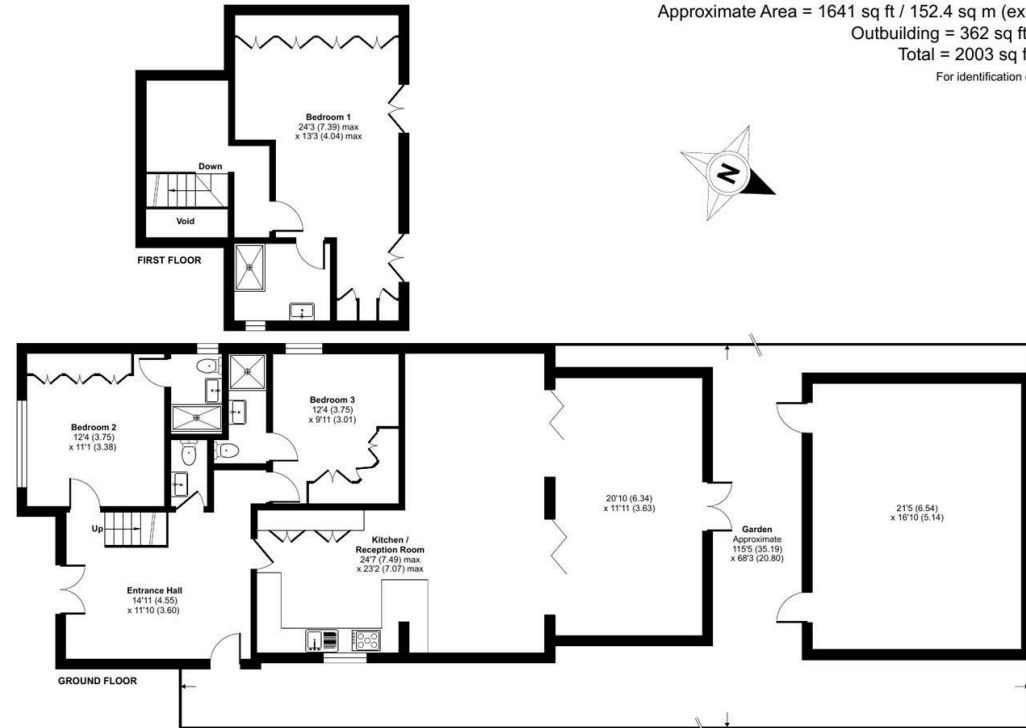 Approximate Area = 1641 sq ft / 152.4 sq m (ex
Outbuilding = 362 sq ft
Total = 2003 sq f
For identification
Bedroom 1
24'3 (7.39) max
x 13'3 (4.04) max
Down
Void
FIRST FLOOR
N
Bedroom 2
12'4 (3.75)
x 11'1 (3.38)
Bedroom 3
12'4 (3.75)
x 9'11 (3.01)
Up
Entrance Hall
14'11 (4.55)
x 11'10 (3.60)
Kitchen /
Reception Room
24'7 (7.49) max
x 23'2 (7.07) max
20'10 (6.34)
x 11'11 (3.63)
Garden
Approximate
115'5 (35.19)
x 68'3 (20.80)
21'5 (6.54)
x 16'10 (5.14)
GROUND FLOOR